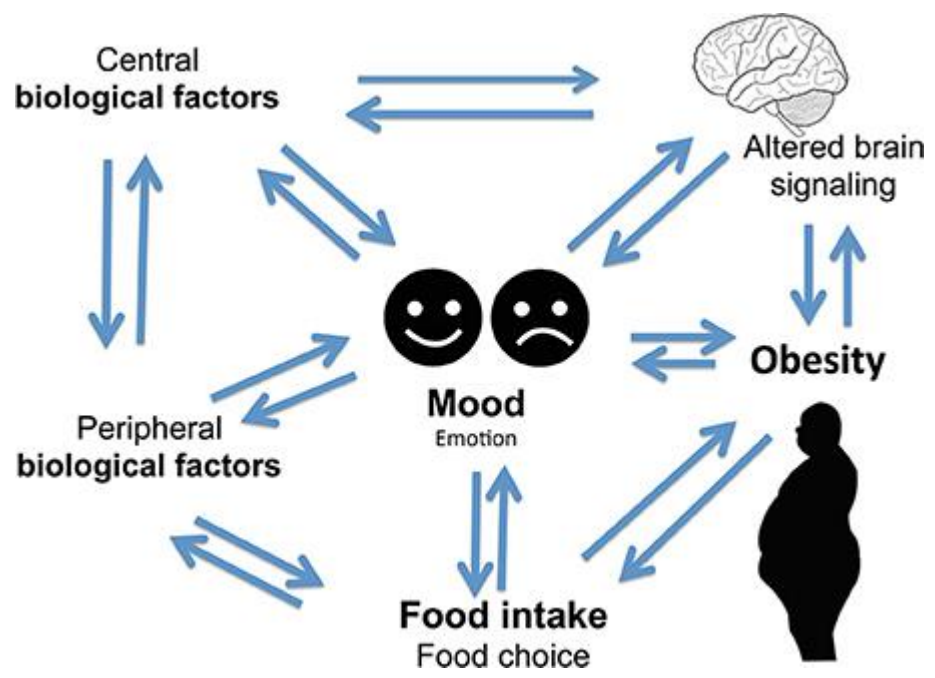 Central
biological factors
Altered brain
signaling
Obesity
Mood
Emotion
Peripheral
biological factors
Food intake
Food choice